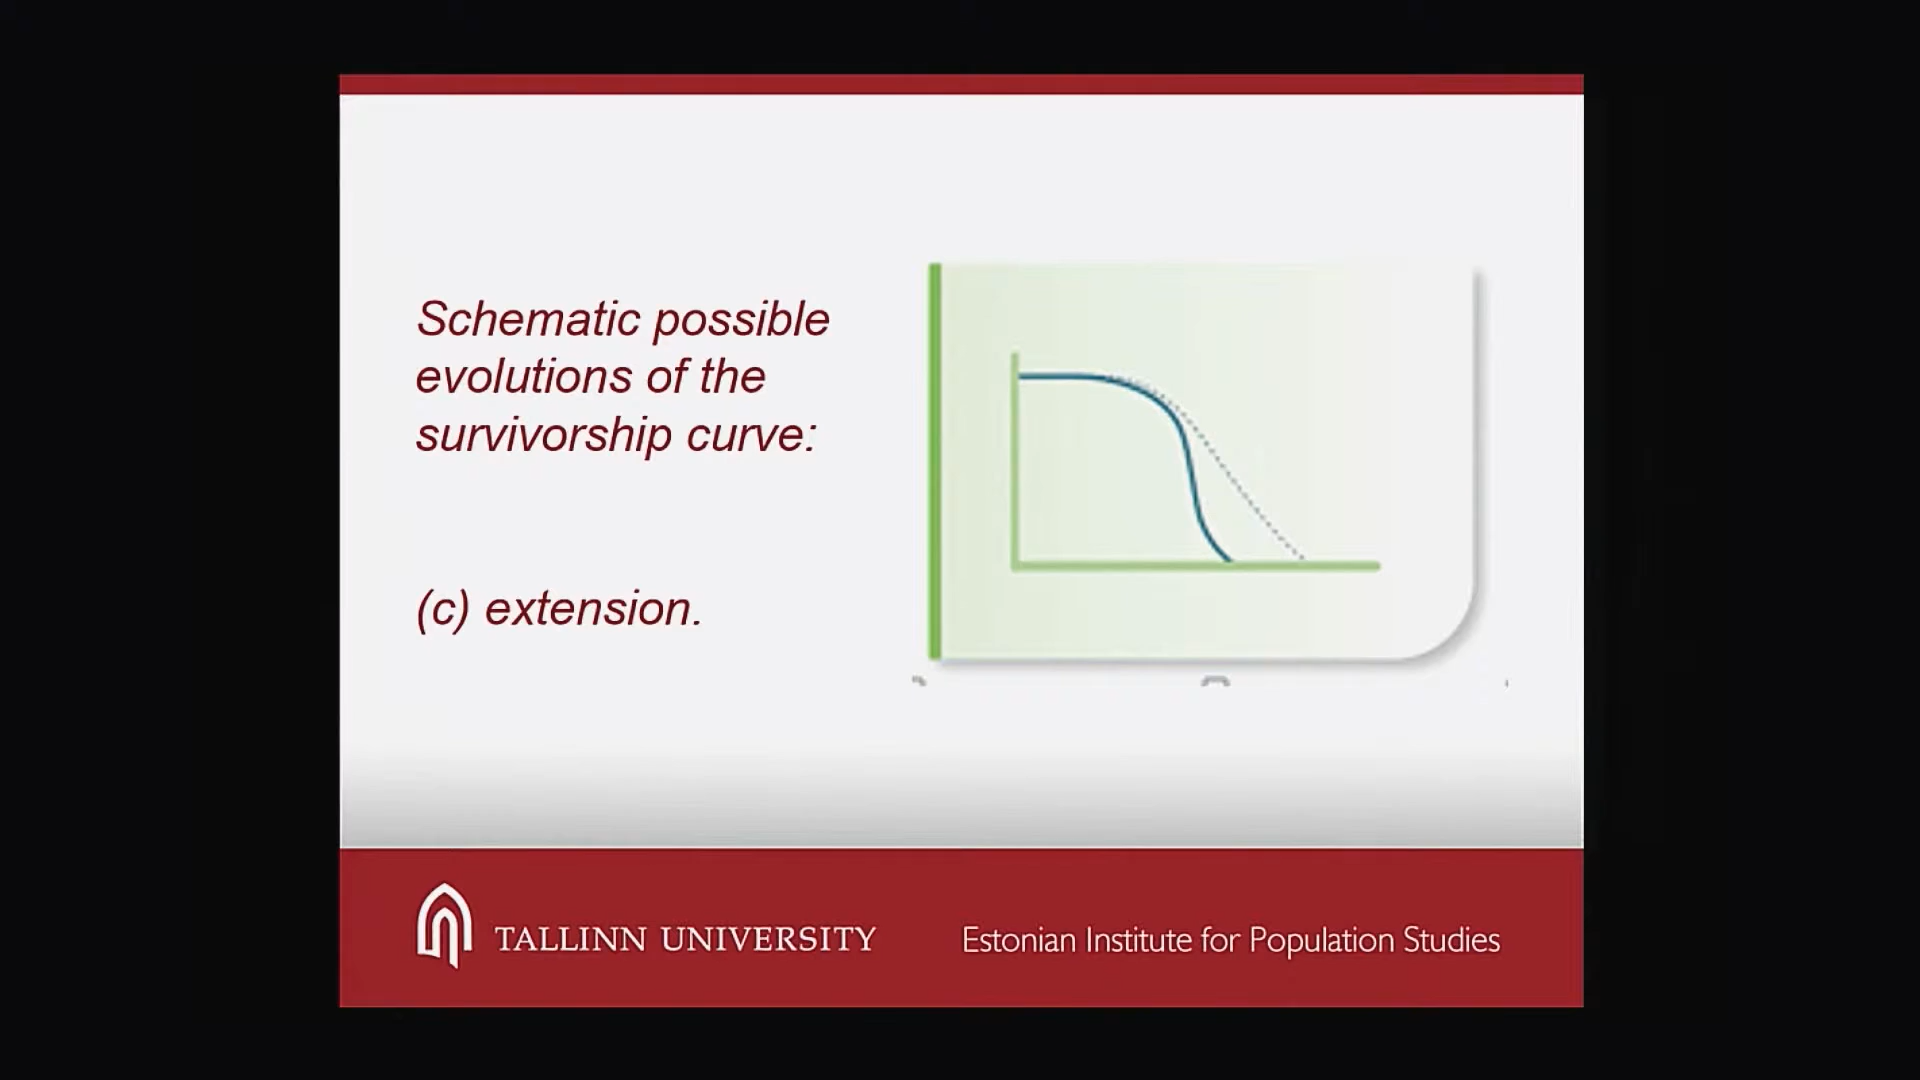 Schematic possible
evolutions of the
survivorship curve:
(c) extension.
TALLINN UNIVERSITY
Estonian Institute for Population Studies